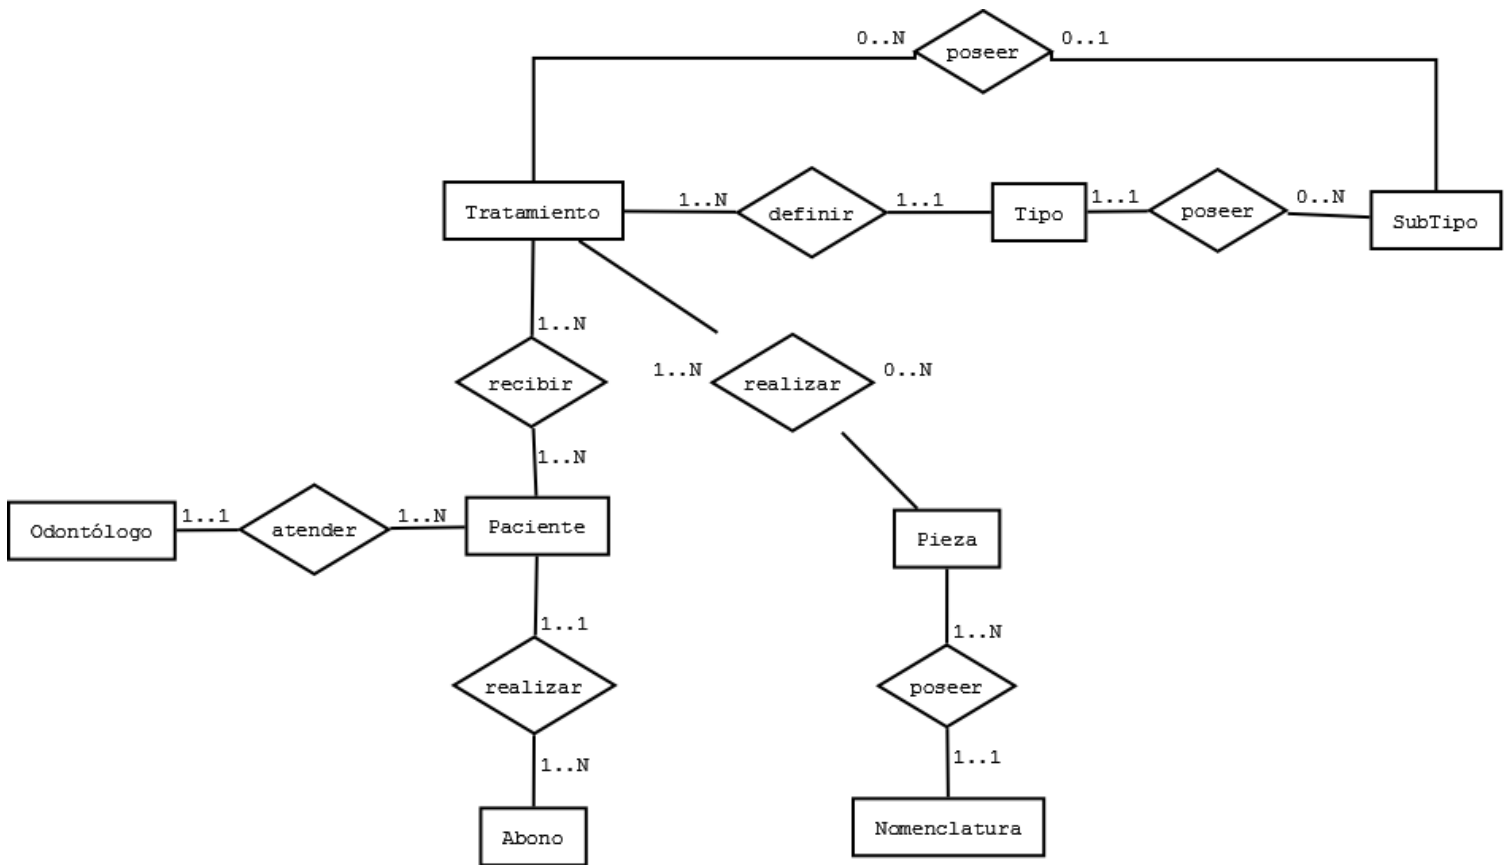 0..N
poseer
0..1
Tratamiento
1..N
definir
1..1
Tipo
1..1
poseer
0..N
SubTipo
1..N
recibir
1..N
1..N
realizar
0..N
Odontólogo
1..1
atender
1..N
Paciente
Pieza
1..1
realizar
1..N
Abono
1..N
poseer
1..1
Nomenclatura